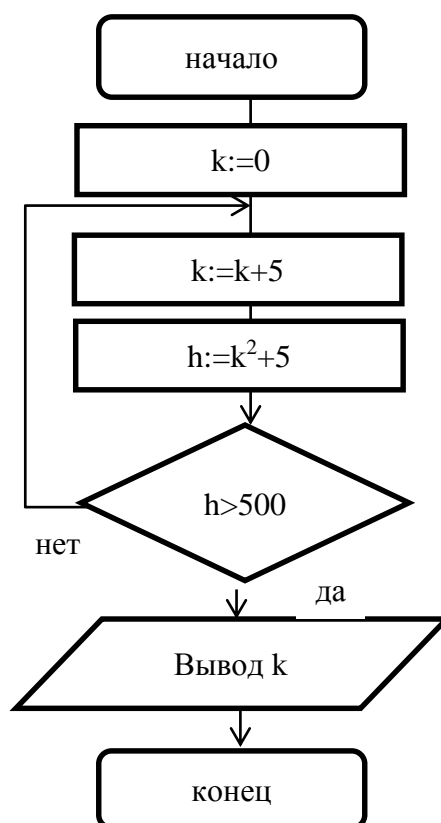 начало
k:=0
k:=k+5
h:=k²+5
h>500
нет
да
Вывод k
конец